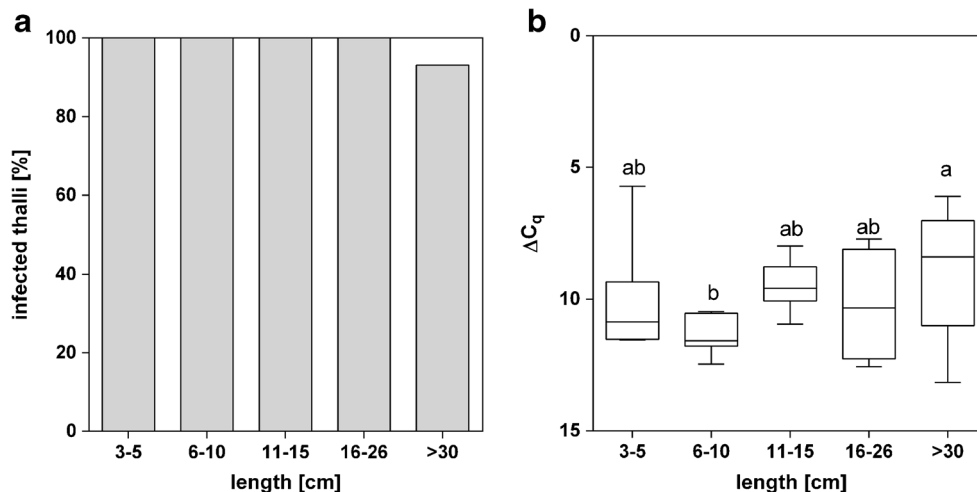 a
100
80
60
40
20
0
infected thalli [%]
3-5 6-10 11-15 16-26 >30
length [cm]
b
0
5
10
15
ΔCq
ab b ab ab a
3-5 6-10 11-15 16-26 >30
length [cm]